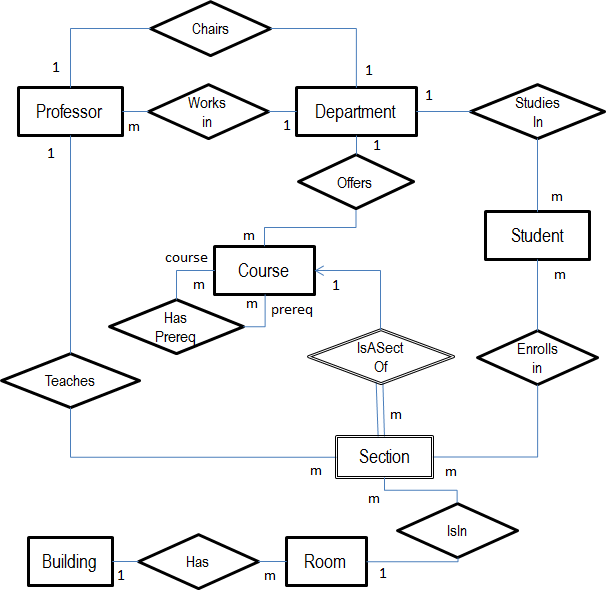 Chairs
1
1
Professor
m
Works
in
1
Department
1
Studies
In
1
1
Offers
m
m
Student
m
course
m
Course
1
m
prereq
Has
Prereq
IsASect
Of
Enrolls
in
Teaches
m
m
Section
m
m
IsIn
Building
1
Has
m
Room
1